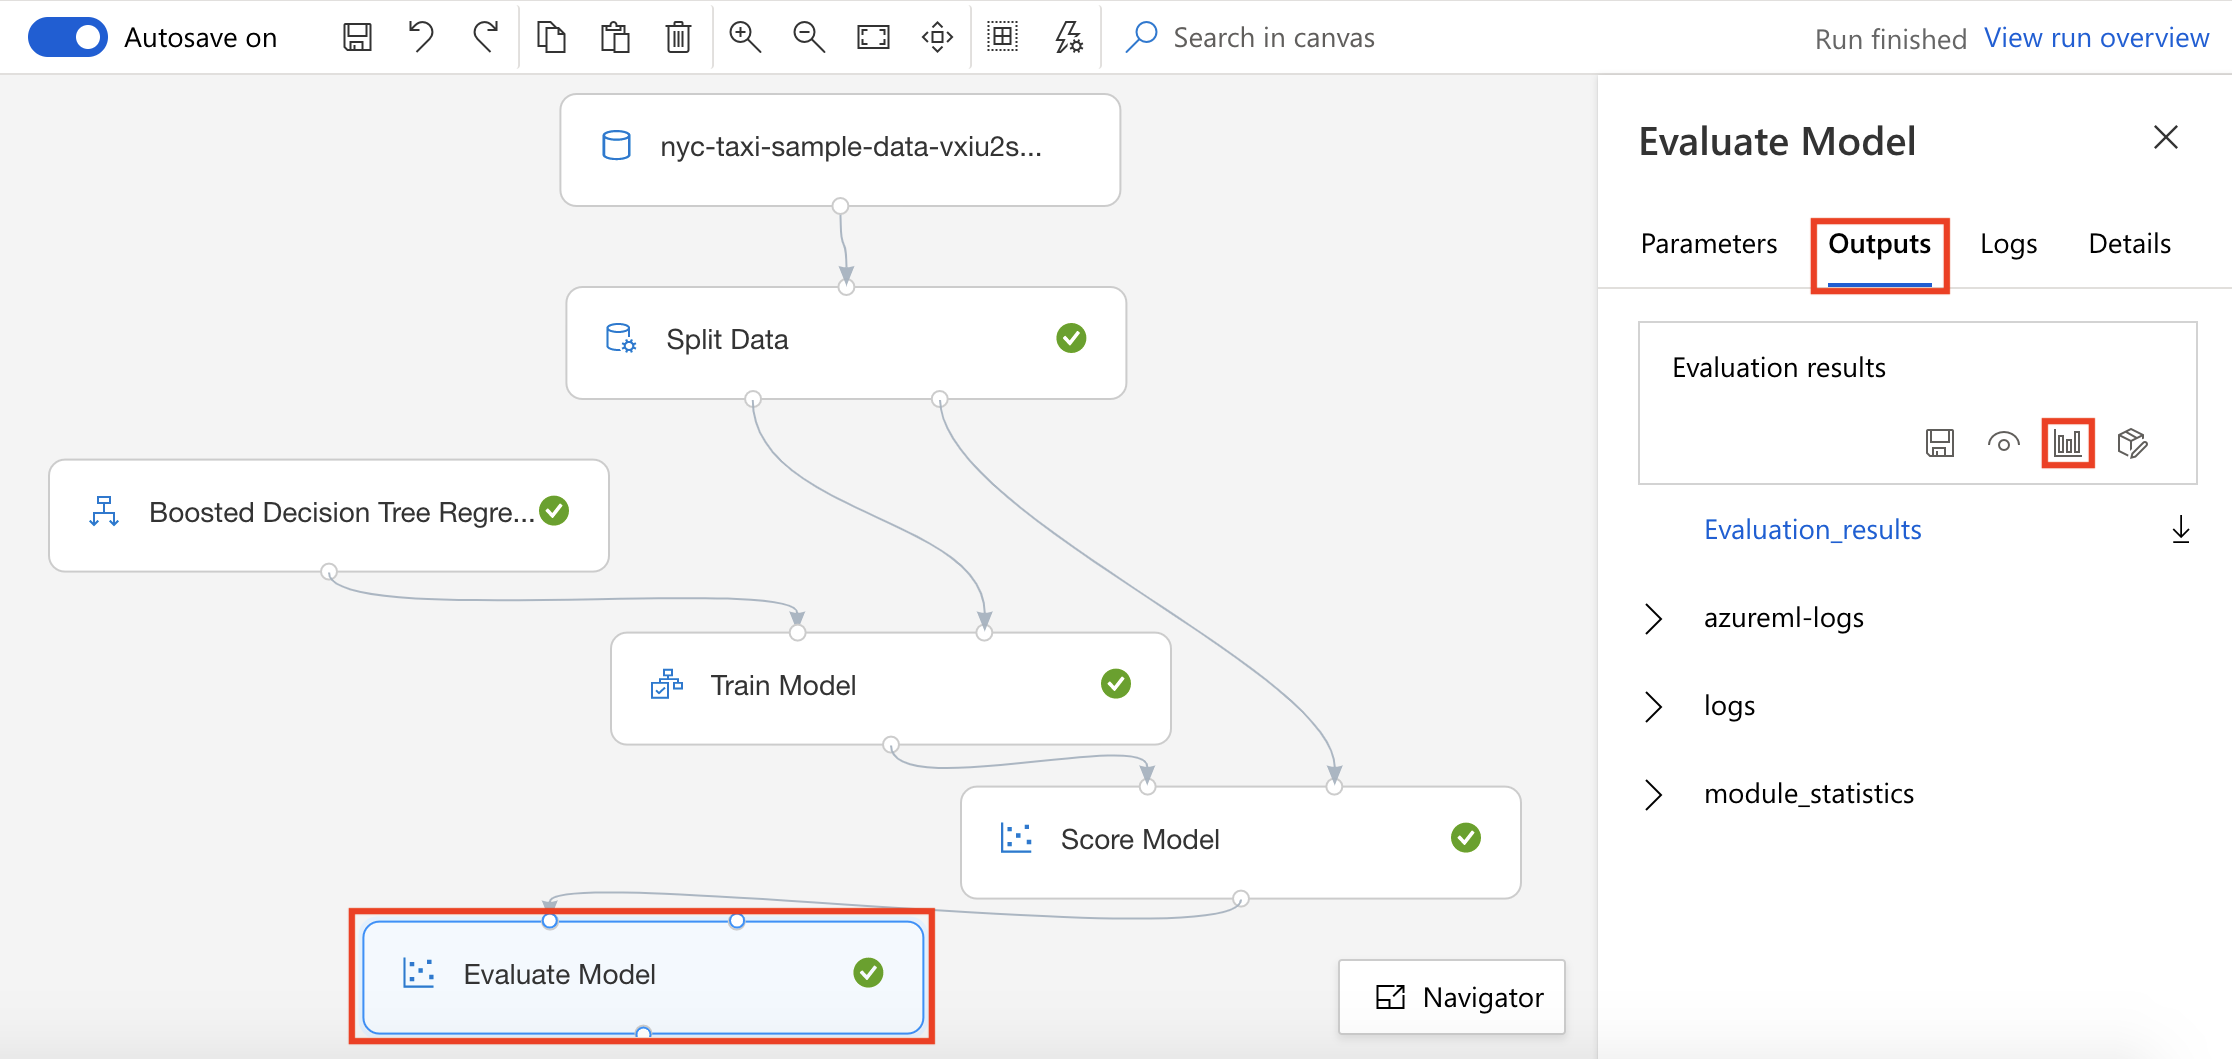 Autosave on
Search in canvas
Run finished
View run overview
nyc-taxi-sample-data-vxiu2s...
Split Data
Boosted Decision Tree Regre...
Train Model
Score Model
Evaluate Model
Navigator
Evaluate Model
Parameters
Outputs
Logs
Details
Evaluation results
Evaluation_results
azureml-logs
logs
module_statistics